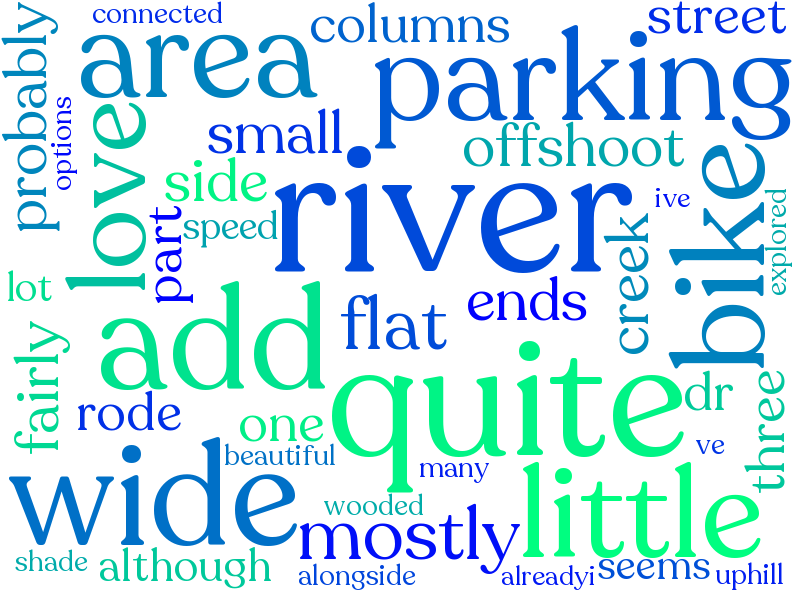 connected
columns
street
area
parking
probably
options
love
small
offshoot
side
river
bike
ive
explored
part
speed
creek
lot
add
flat
ends
fairly
quite
dr
rode
one
three
ve
beautiful
many
wide
little
wooded
mostly
shade
although
alongside
alreadyi
seems
uphill